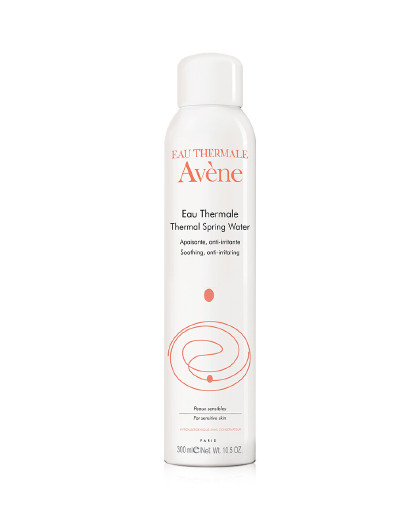 EAU THERMALE
Avène
Eau Thermale
Thermal Spring Water
Apaisante, anti-irritante
Soothing, anti-irritating
Peaux sensibles
For sensitive skin
PARIS
300 ml e Net. Wt. 10.5 OZ.